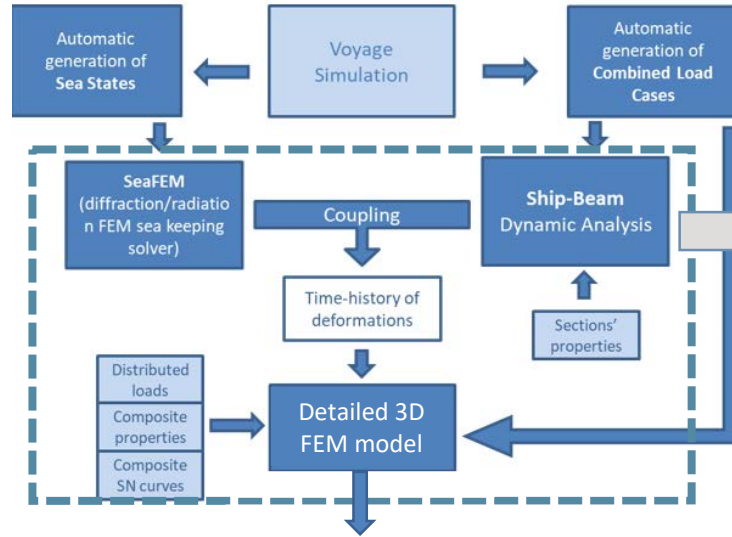 Automatic
generation of
Sea States
Voyage
Simulation
Automatic
generation of
Combined Load
Cases
SeaFEM
(diffraction/radiatio
n FEM sea keeping
solver)
Coupling
Ship-Beam
Dynamic Analysis
Time-history of
deformations
Sections'
properties
Distributed
loads
Composite
properties
Composite
SN curves
Detailed 3D
FEM model